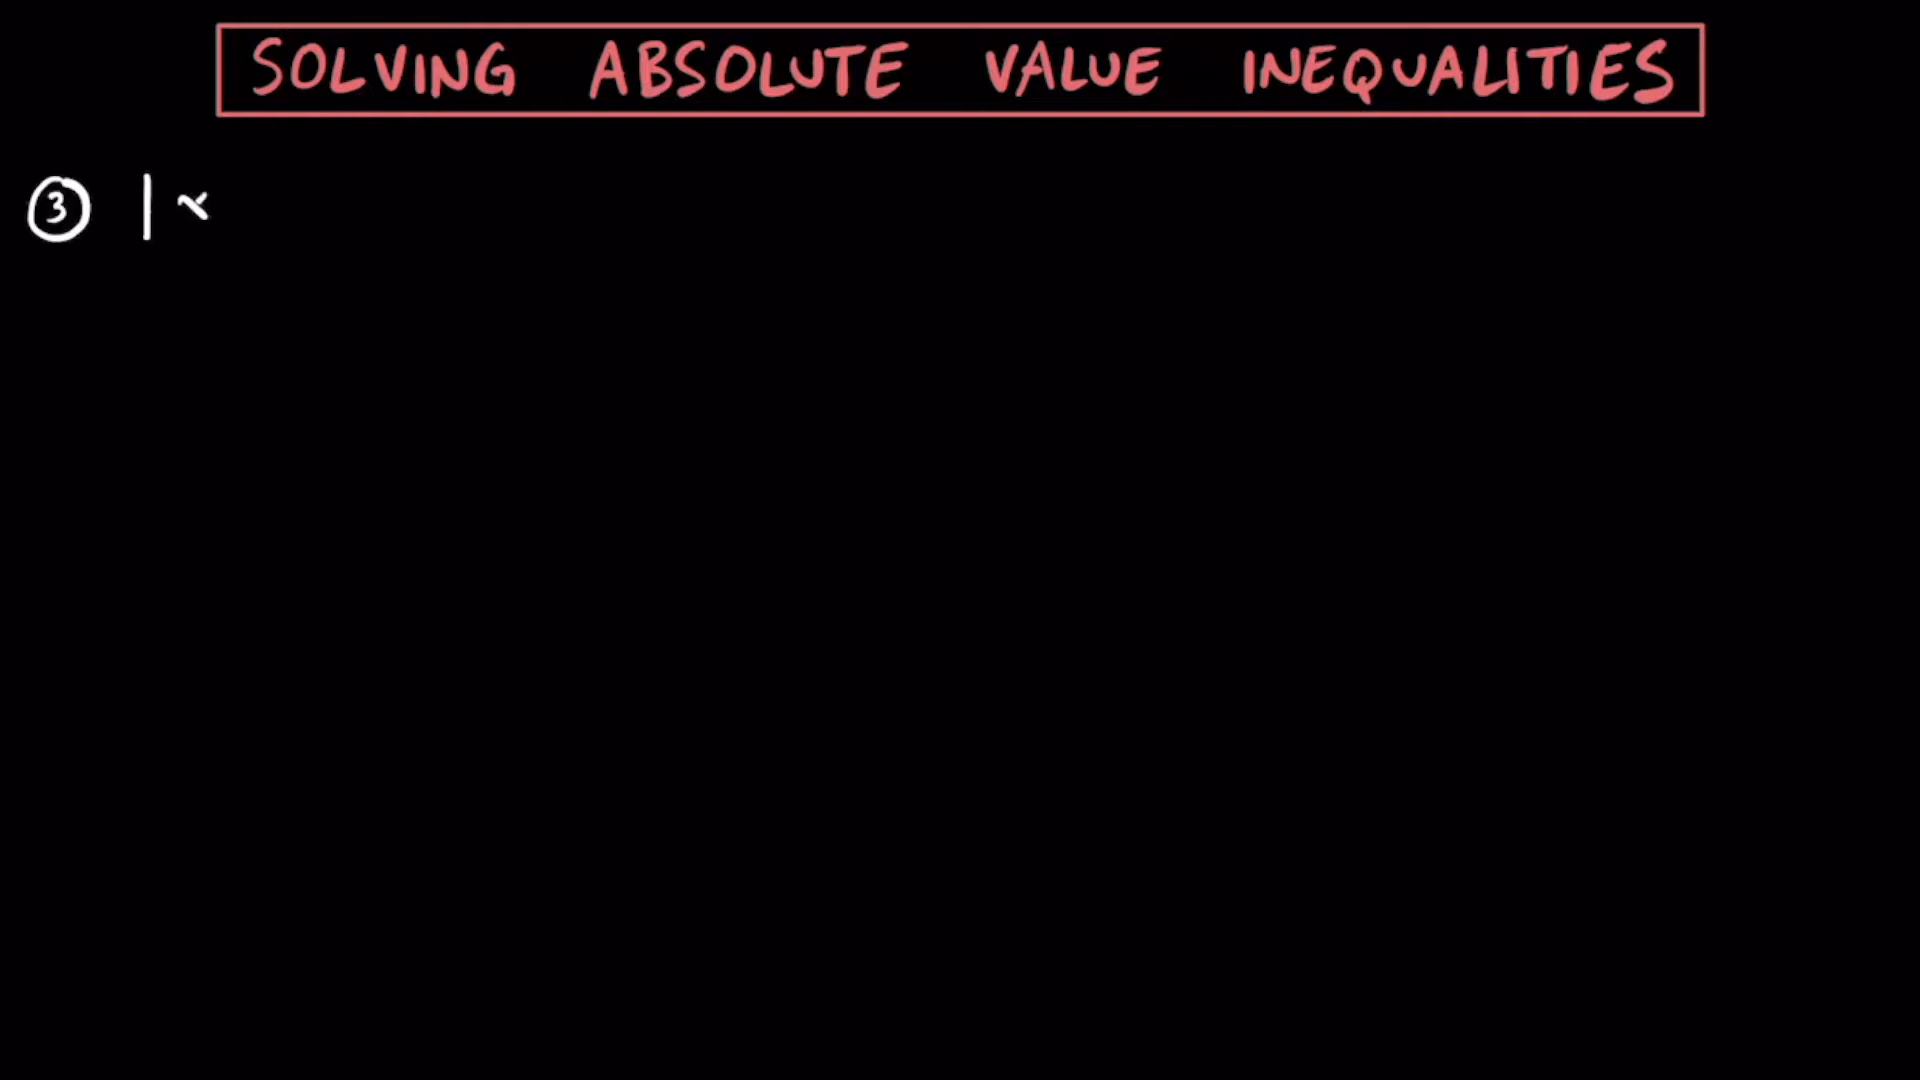 SOLVING ABSOLUTE VALUE INEQUALITIES
③ | x